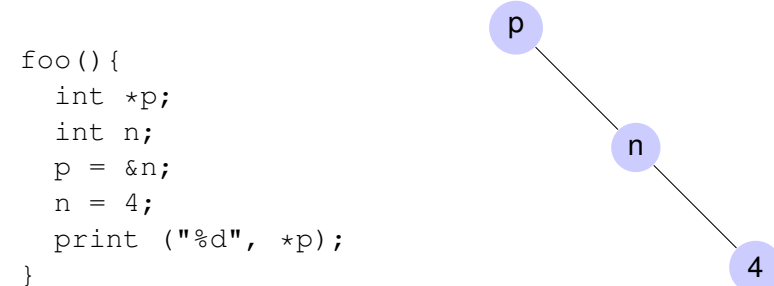 foo(){
int *p;
int n;
p = &n;
n = 4;
print ("%d", *p);
}
p
n
4